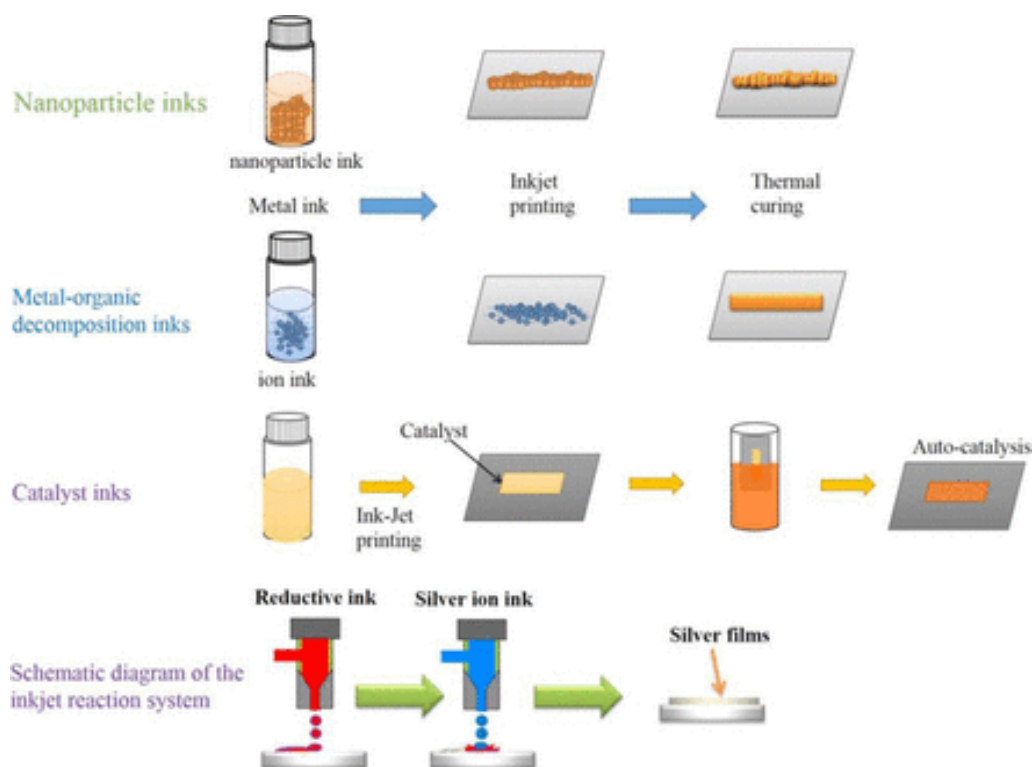 Nanoparticle inks
nanoparticle ink
Metal ink
Inkjet
printing
Thermal
curing
Metal-organic
decomposition inks
ion ink
Catalyst inks
Catalyst
Ink-Jet
printing
Auto-catalysis
Reductive ink
Silver ion ink
Silver films
Schematic diagram of the
inkjet reaction system